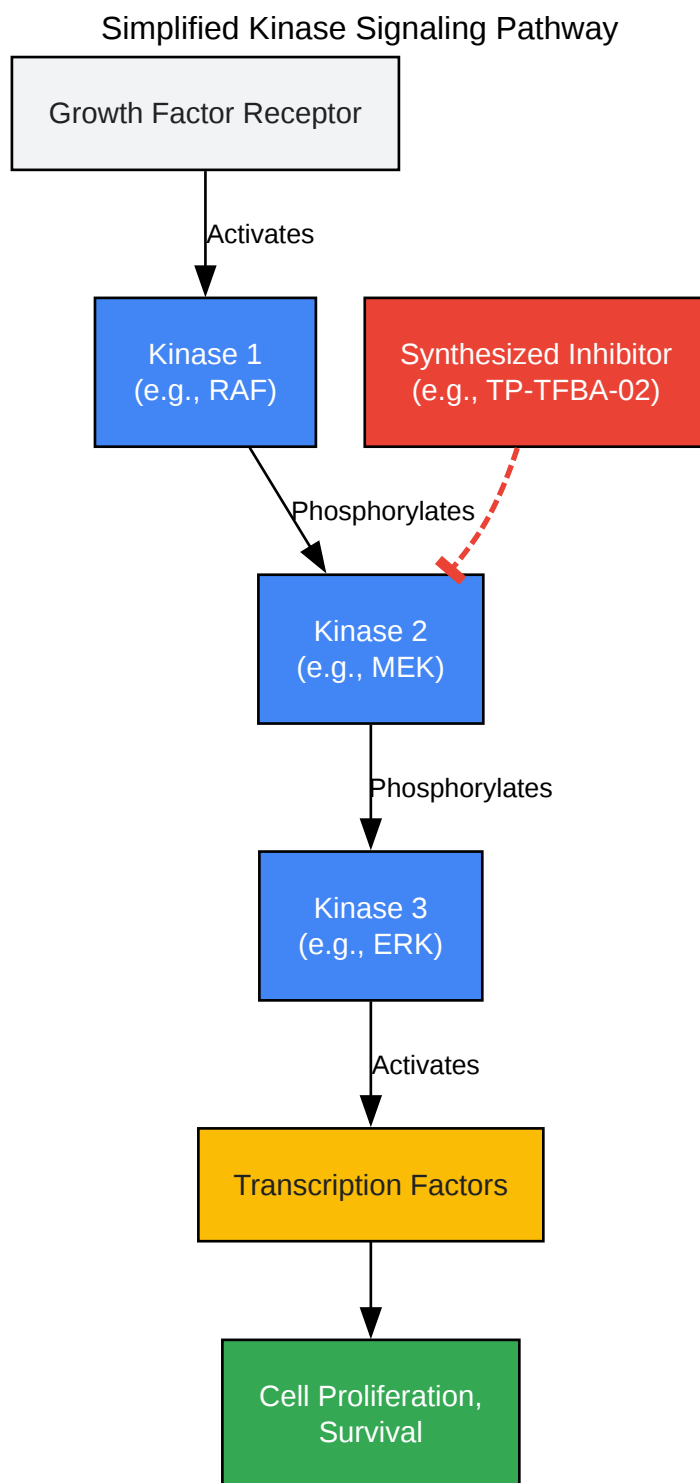 Simplified Kinase Signaling Pathway
Growth Factor Receptor
Activates
Kinase 1
(e.g., RAF)
Synthesized Inhibitor
(e.g., TP-TFBA-02)
Phosphorylates
Kinase 2
(e.g., MEK)
Phosphorylates
Kinase 3
(e.g., ERK)
Activates
Transcription Factors
Cell Proliferation,
Survival